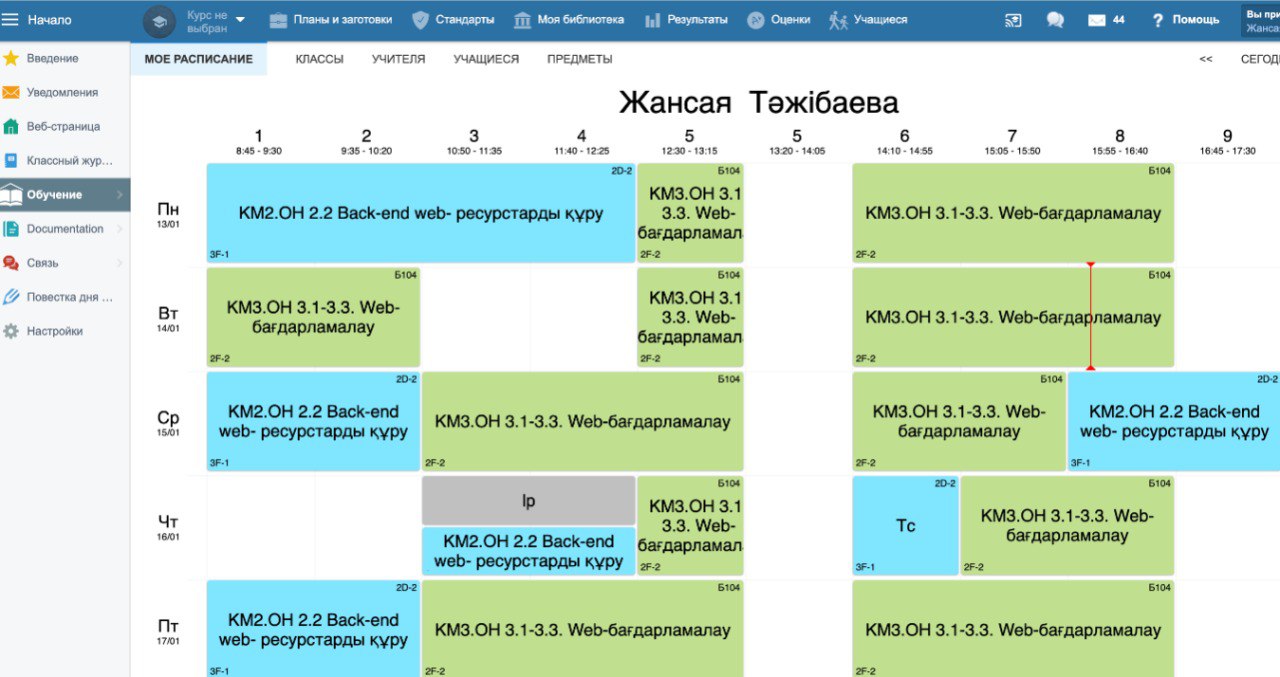 Начало
Курс не
выбран
Планы и заготовки
Стандарты
Моя библиотека
Результаты
Оценки
Учащиеся
44
? Помощь
Вы при
Жанса
Введение
Уведомления
Веб-страница
Классный жур...
Обучение
Documentation
Связь
Повестка дня ...
Настройки
МОЕ РАСПИСАНИЕ
КЛАССЫ
УЧИТЕЛЯ
УЧАЩИЕСЯ
ПРЕДМЕТЫ
<<
СЕГОД
Жансая Тәжібаева
1 2 3 4 5 5 6 7 8 9
8:45 - 9:30 9:35 - 10:20 10:50 - 11:35 11:40 - 12:25 12:30 - 13:15 13:20 - 14:05 14:10 - 14:55 15:05 - 15:50 15:55 - 16:40 16:45 - 17:30
Пн
13/01
2D-2
КМ2.ОН 2.2 Back-end web- ресурстарды құру
3F-1
Б104
КМ3.ОН 3.1
3.3. Web-
бағдарламал
2F-2
Б104
КМ3.ОН 3.1-3.3. Web-бағдарламалау
2F-2
Вт
14/01
Б104
КМ3.ОН 3.1-3.3. Web-
бағдарламалау
2F-2
Б104
КМ3.ОН 3.1
3.3. Web-
бағдарламал
2F-2
Б104
КМ3.ОН 3.1-3.3. Web-бағдарламалау
2F-2
Ср
15/01
2D-2
КМ2.ОН 2.2 Back-end
web- ресурстарды құру
3F-1
Б104
КМ3.ОН 3.1-3.3. Web-бағдарламалау
2F-2
Б104
КМ3.ОН 3.1-3.3. Web-
бағдарламалау
2F-2
2D-2
КМ2.ОН 2.2 Back-end
web- ресурстарды құру
3F-1
Чт
16/01
Ip
КМ2.ОН 2.2 Back-end
web- ресурстарды құру
Б104
КМ3.ОН 3.1
3.3. Web-
бағдарламал
2F-2
2D-2
Тс
3F-1
Б104
КМ3.ОН 3.1-3.3. Web-
бағдарламалау
2F-2
Пт
17/01
2D-2
КМ2.ОН 2.2 Back-end
web- ресурстарды құру
3F-1
Б104
КМ3.ОН 3.1-3.3. Web-бағдарламалау
2F-2
Б104
КМ3.ОН 3.1-3.3. Web-бағдарламалау
2F-2